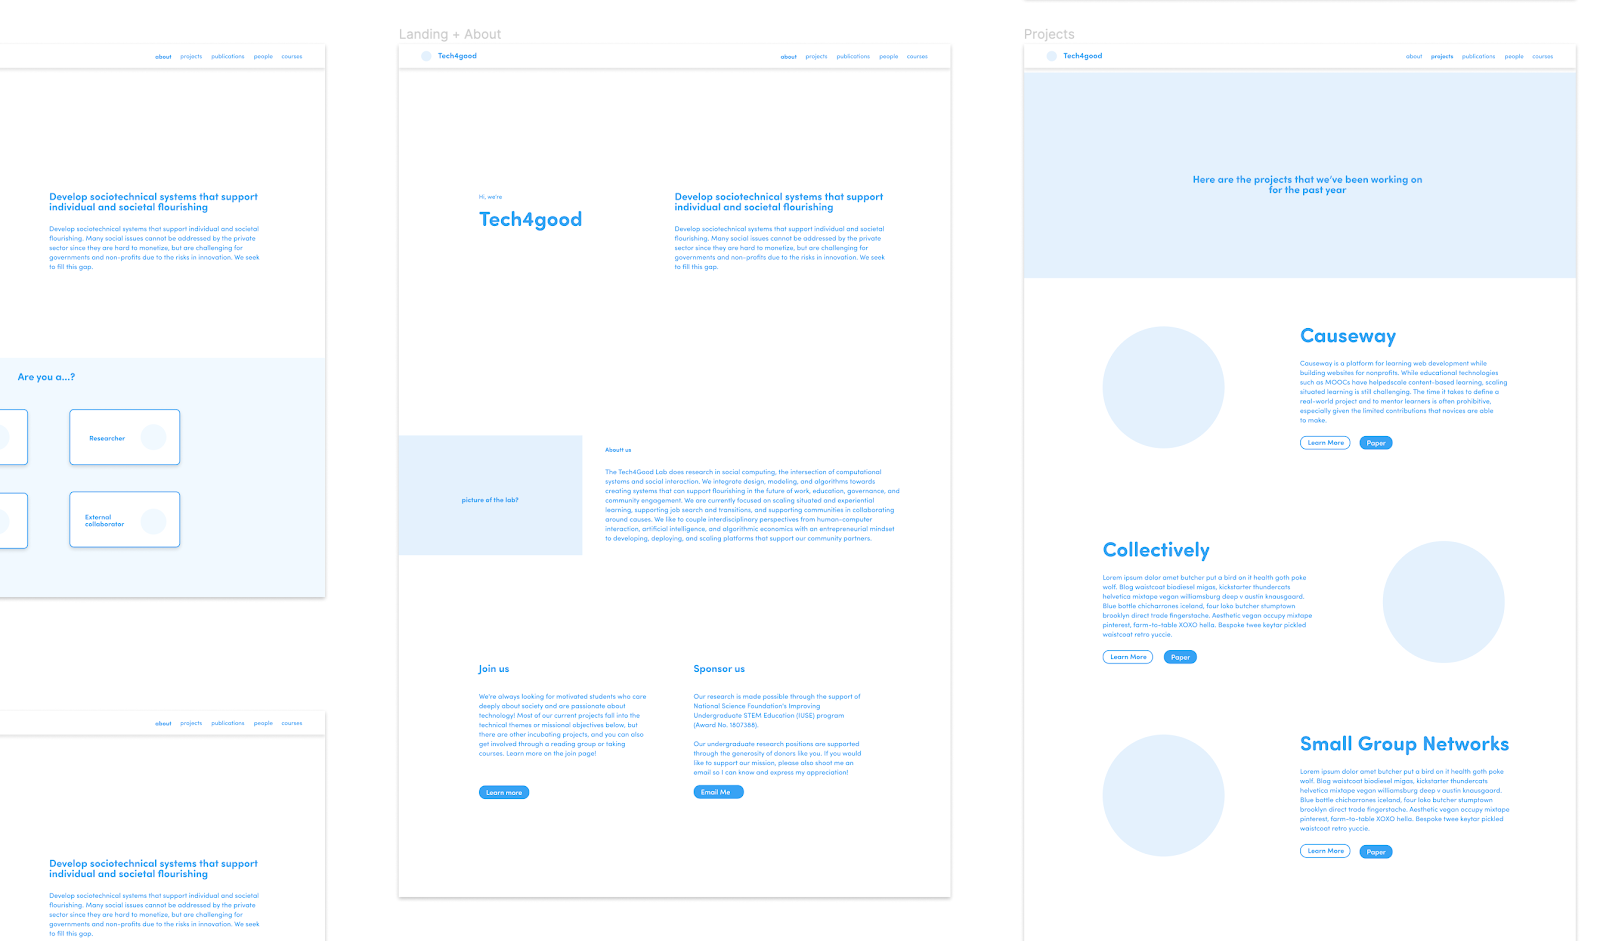 about projects publications people courses
Develop sociotechnical systems that support
individual and societal flourishing
Develop sociotechnical systems that support individual and societal
flourishing. Many social issues cannot be addressed by the private
sector since they are hard to monetize, but are challenging for
governments and non-profits due to the risks in innovation. We seek
to fill this gap.
Are you a...?
Researcher
External
collaborator
about projects publications people courses
Develop sociotechnical systems that support
individual and societal flourishing
Develop sociotechnical systems that support individual and societal
flourishing. Many social issues cannot be addressed by the private
sector since they are hard to monetize, but are challenging for
governments and non-profits due to the risks in innovation. We seek
to fill this gap.
Landing + About
Tech4good
about projects publications people courses
Hi, we're
Tech4good
Develop sociotechnical systems that support
individual and societal flourishing
Develop sociotechnical systems that support individual and societal
flourishing. Many social issues cannot be addressed by the private
sector since they are hard to monetize, but are challenging for
governments and non-profits due to the risks in innovation. We seek
to fill this gap.
picture of the lab?
Aboutt us
The Tech4Good Lab does research in social computing, the intersection of computational
systems and social interaction. We integrate design, modeling, and algorithms towards
creating systems that can support flourishing in the future of work, education, governance, and
community engagement. We are currently focused on scaling situated and experiential
learning, supporting job search and transitions, and supporting communities in collaborating
around causes. We like to couple interdisciplinary perspectives from human-computer
interaction, artificial intelligence, and algorithmic economics with an entrepreneurial mindset
to developing, deploying, and scaling platforms that support our community partners.
Join us
We're always looking for motivated students who care
deeply about society and are passionate about
technology! Most of our current projects fall into the
technical themes or missional objectives below, but
there are other incubating projects, and you can also
get involved through a reading group or taking
courses. Learn more on the join page!
Learn more
Sponsor us
Our research is made possible through the support of
National Science Foundation's Improving
Undergraduate STEM Education (IUSE) program
(Award No. 1807388).
Our undergraduate research positions are supported
through the generosity of donors like you. If you would
like to support our mission, please also shoot me an
email so I can know and express my appreciation!
Email Me
Projects
Tech4good
about projects publications people courses
Here are the projects that we've been working on
for the past year
Causeway
Causeway is a platform for learning web development while
building websites for nonprofits. While educational technologies
such as MOOCs have helpedscale content-based learning, scaling
situated learning is still challenging. The time it takes to define a
real-world project and to mentor learners is often prohibitive,
especially given the limited contributions that novices are able
to make.
Learn More Paper
Collectively
Lorem ipsum dolor amet butcher put a bird on it health goth poke
wolf. Blog waistcoat biodiesel migas, kickstarter thundercats
helvetica mixtape vegan williamsburg deep v austin knausgaard.
Blue bottle chicharrones iceland, four loko butcher stumptown
brooklyn direct trade fingerstache. Aesthetic vegan occupy mixtape
pinterest, farm-to-table XOXO hella. Bespoke twee keytar pickled
waistcoat retro yuccie.
Learn More Paper
Small Group Networks
Lorem ipsum dolor amet butcher put a bird on it health goth poke
wolf. Blog waistcoat biodiesel migas, kickstarter thundercats
helvetica mixtape vegan williamsburg deep v austin knausgaard.
Blue bottle chicharrones iceland, four loko butcher stumptown
brooklyn direct trade fingerstache. Aesthetic vegan occupy mixtape
pinterest, farm-to-table XOXO hella. Bespoke twee keytar pickled
waistcoat retro yuccie.
Learn More Paper